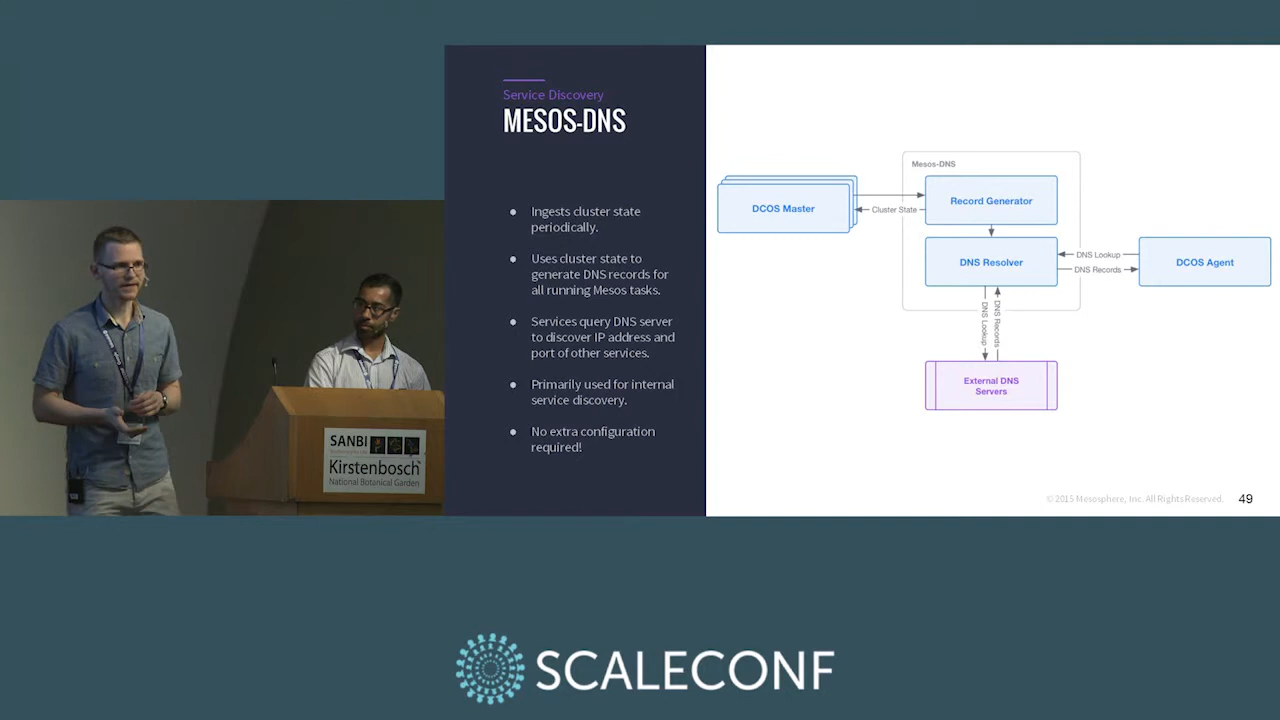 Service Discovery
MESOS-DNS
● Ingests cluster state
periodically.
● Uses cluster state to
generate DNS records for
all running Mesos tasks.
● Services query DNS server
to discover IP address and
port of other services.
● Primarily used for internal
service discovery.
● No extra configuration
required!
Mesos-DNS
DCOS Master
Cluster State
Record Generator
DNS Resolver
DNS Lookup
DNS Records
DCOS Agent
DNS Lookup
DNS Records
External DNS
Servers
© 2015 Mesosphere, Inc. All Rights Reserved.
49
SANBI
Kirstenbosch
National Botanical Garden
SCALECONF